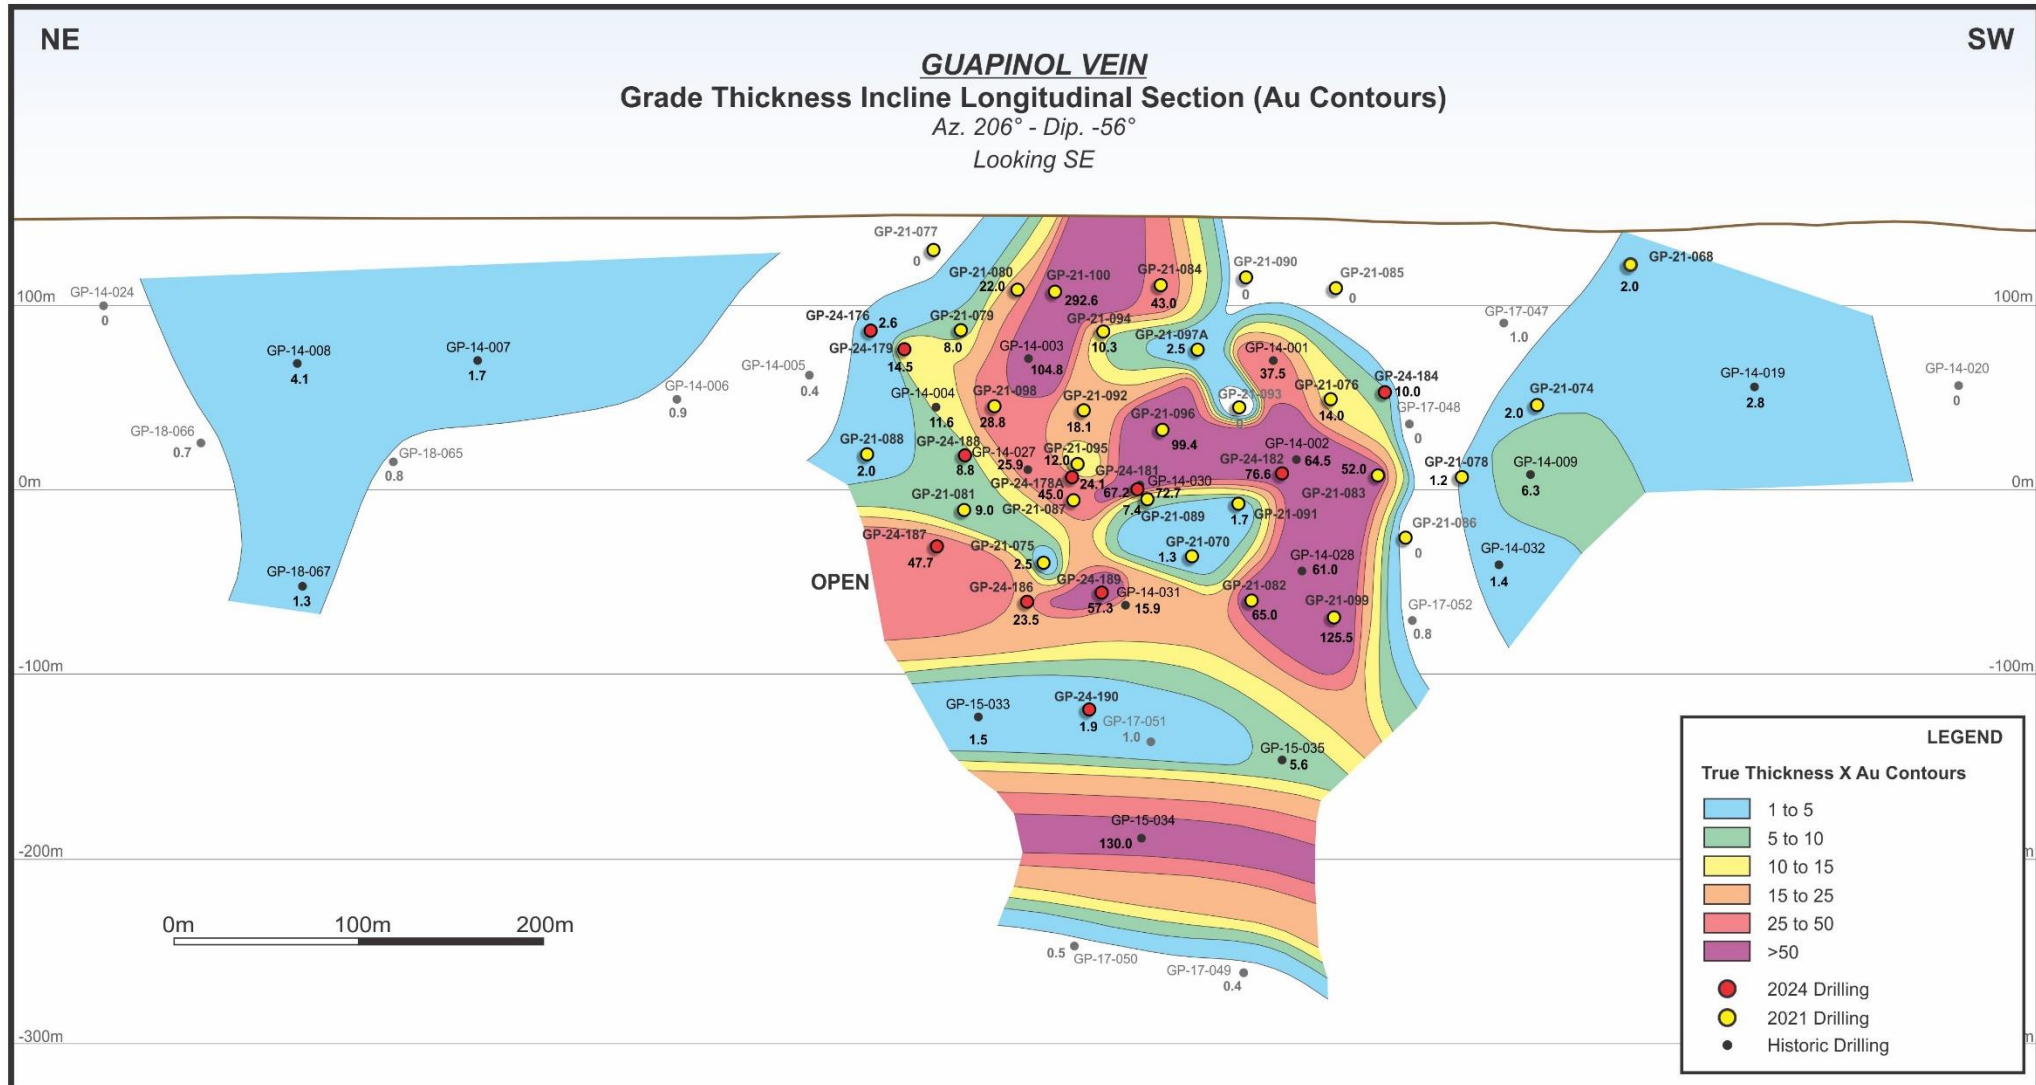 NE
SW
GUAPINOL VEIN
Grade Thickness Incline Longitudinal Section (Au Contours)
Az. 206° - Dip. -56°
Looking SE
GP-21-077
0
GP-21-080
22.0
GP-21-100
292.6
GP-21-084
43.0
GP-21-090
0
GP-21-085
0
GP-21-068
2.0
GP-14-024
0
100m
100m
GP-24-176
2.6
GP-21-079
8.0
GP-21-094
10.3
GP-21-097A
2.5
GP-17-047
1.0
GP-14-008
4.1
GP-14-007
1.7
GP-24-179
14.5
GP-14-003
104.8
GP-14-001
37.5
GP-14-005
0.4
GP-14-006
0.9
GP-14-004
11.6
GP-21-098
28.8
GP-21-092
18.1
GP-21-093
0
GP-21-076
14.0
GP-24-184
10.0
GP-17-048
0
GP-21-074
2.0
GP-14-019
2.8
GP-14-020
0
GP-18-066
0.7
GP-18-065
0.8
GP-21-088
2.0
GP-24-188
8.8
GP-14-027
25.9
GP-21-095
12.0
GP-21-096
99.4
GP-14-002
64.5
GP-24-182
76.6
52.0
GP-21-083
GP-21-078
1.2
GP-14-009
6.3
0m
0m
GP-24-178A
24.1
GP-24-181
67.2
GP-14-030
72.7
GP-21-081
9.0
45.0
GP-21-087
7.4
GP-21-089
1.7
GP-21-091
GP-21-086
0
GP-24-187
47.7
GP-21-075
2.5
GP-21-070
1.3
GP-14-028
61.0
GP-14-032
1.4
OPEN
GP-18-067
1.3
GP-24-186
23.5
GP-24-189
57.3
GP-14-031
15.9
GP-21-082
65.0
GP-21-099
125.5
GP-17-052
0.8
-100m
-100m
GP-15-033
1.5
GP-24-190
1.9
GP-17-051
1.0
GP-15-035
5.6
GP-15-034
130.0
-200m
m
0m
100m
200m
0.5
GP-17-050
GP-17-049
0.4
-300m
m
LEGEND
True Thickness X Au Contours
1 to 5
5 to 10
10 to 15
15 to 25
25 to 50
>50
2024 Drilling
2021 Drilling
Historic Drilling